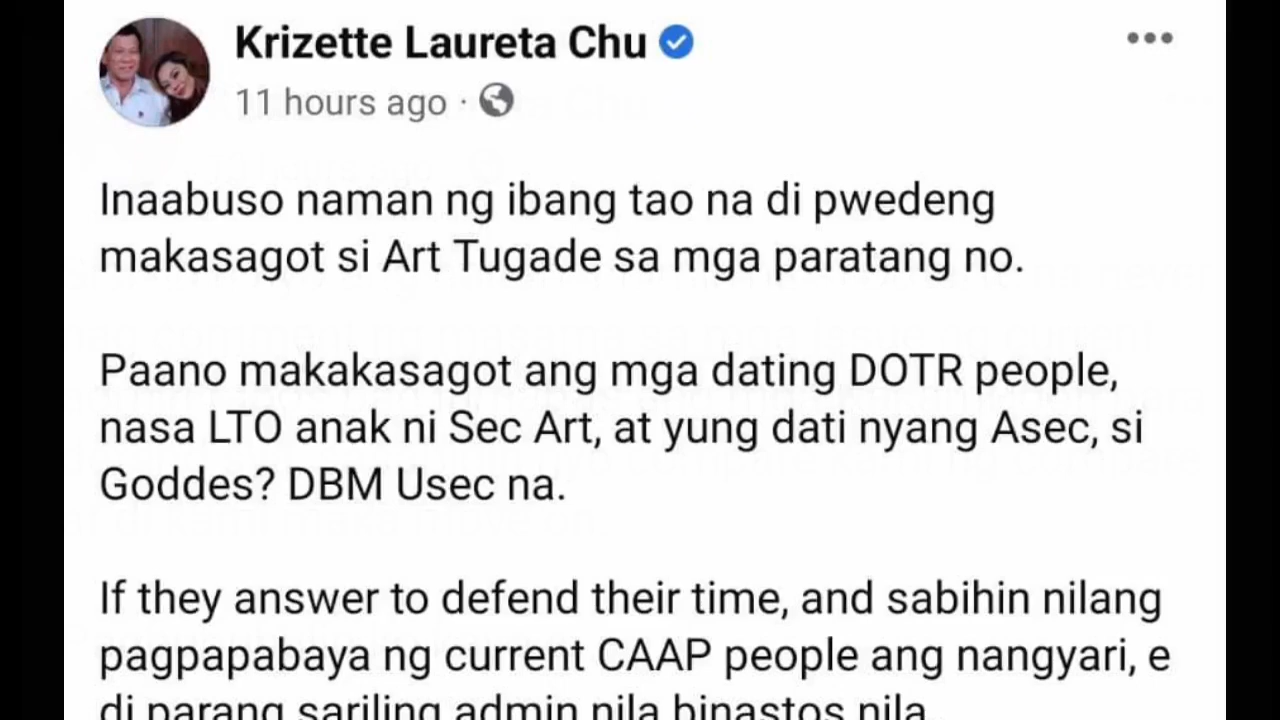 Krizette Laureta Chu
11 hours ago ·
Inaabuso naman ng ibang tao na di pwedeng
makasagot si Art Tugade sa mga paratang no.
Paano makakasagot ang mga dating DOTR people,
nasa LTO anak ni Sec Art, at yung dati nyang Asec, si
Goddes? DBM Usec na.
If they answer to defend their time, and sabihin nilang
pagpapabaya ng current CAAP people ang nangyari, e
di parang sariling admin nila binastos nila.